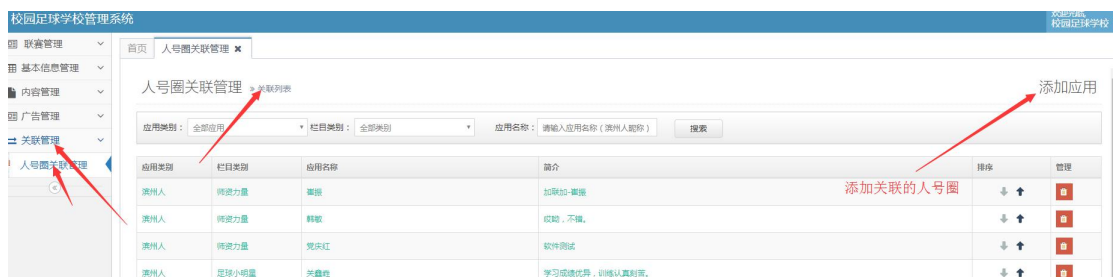 校园足球学校管理系统
欢迎光临,
校园足球学校
联赛管理
基本信息管理
内容管理
广告管理
关联管理
人号圈关联管理
首页 人号圈关联管理 ×
人号圈关联管理 » 关联列表
添加应用
应用类别： 全部应用 栏目类别： 全部类别 应用名称： 请输入应用名称（滨州人昵称） 搜索
应用类别 栏目类别 应用名称 简介 排序 管理
滨州人 师资力量 崔振 加联加-崔振
添加关联的人号圈
滨州人 师资力量 韩敏 哎呦，不错。
滨州人 师资力量 党庆红 软件测试
滨州人 足球小明星 学习成绩优异，训练认真刻苦。